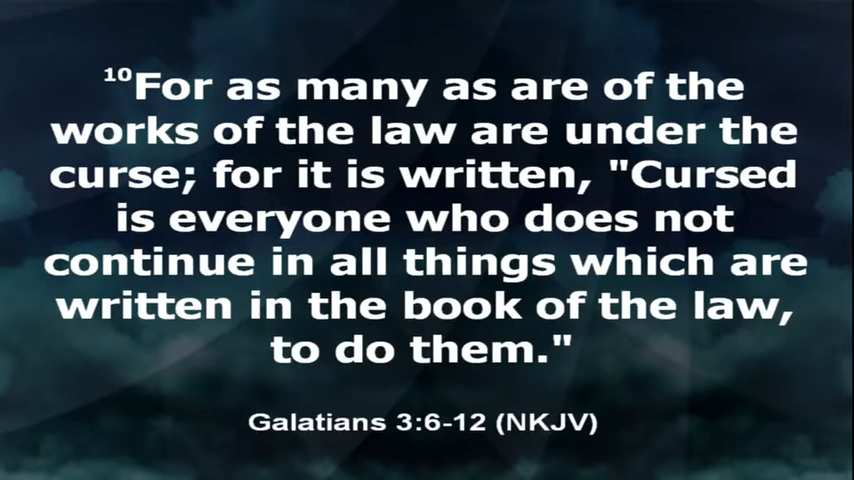 ¹⁰For as many as are of the
works of the law are under the
curse; for it is written, "Cursed
is everyone who does not
continue in all things which are
written in the book of the law,
to do them."
Galatians 3:6-12 (NKJV)